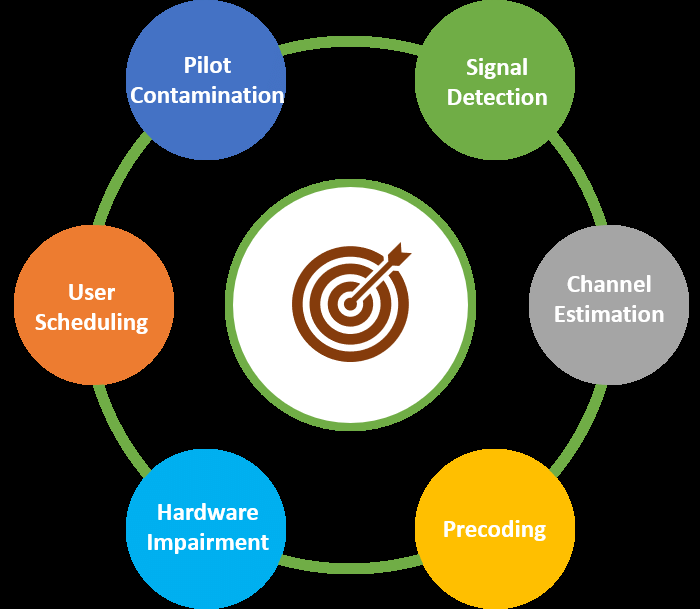 Pilot
Contamination
Signal
Detection
User
Scheduling
Channel
Estimation
Hardware
Impairment
Precoding